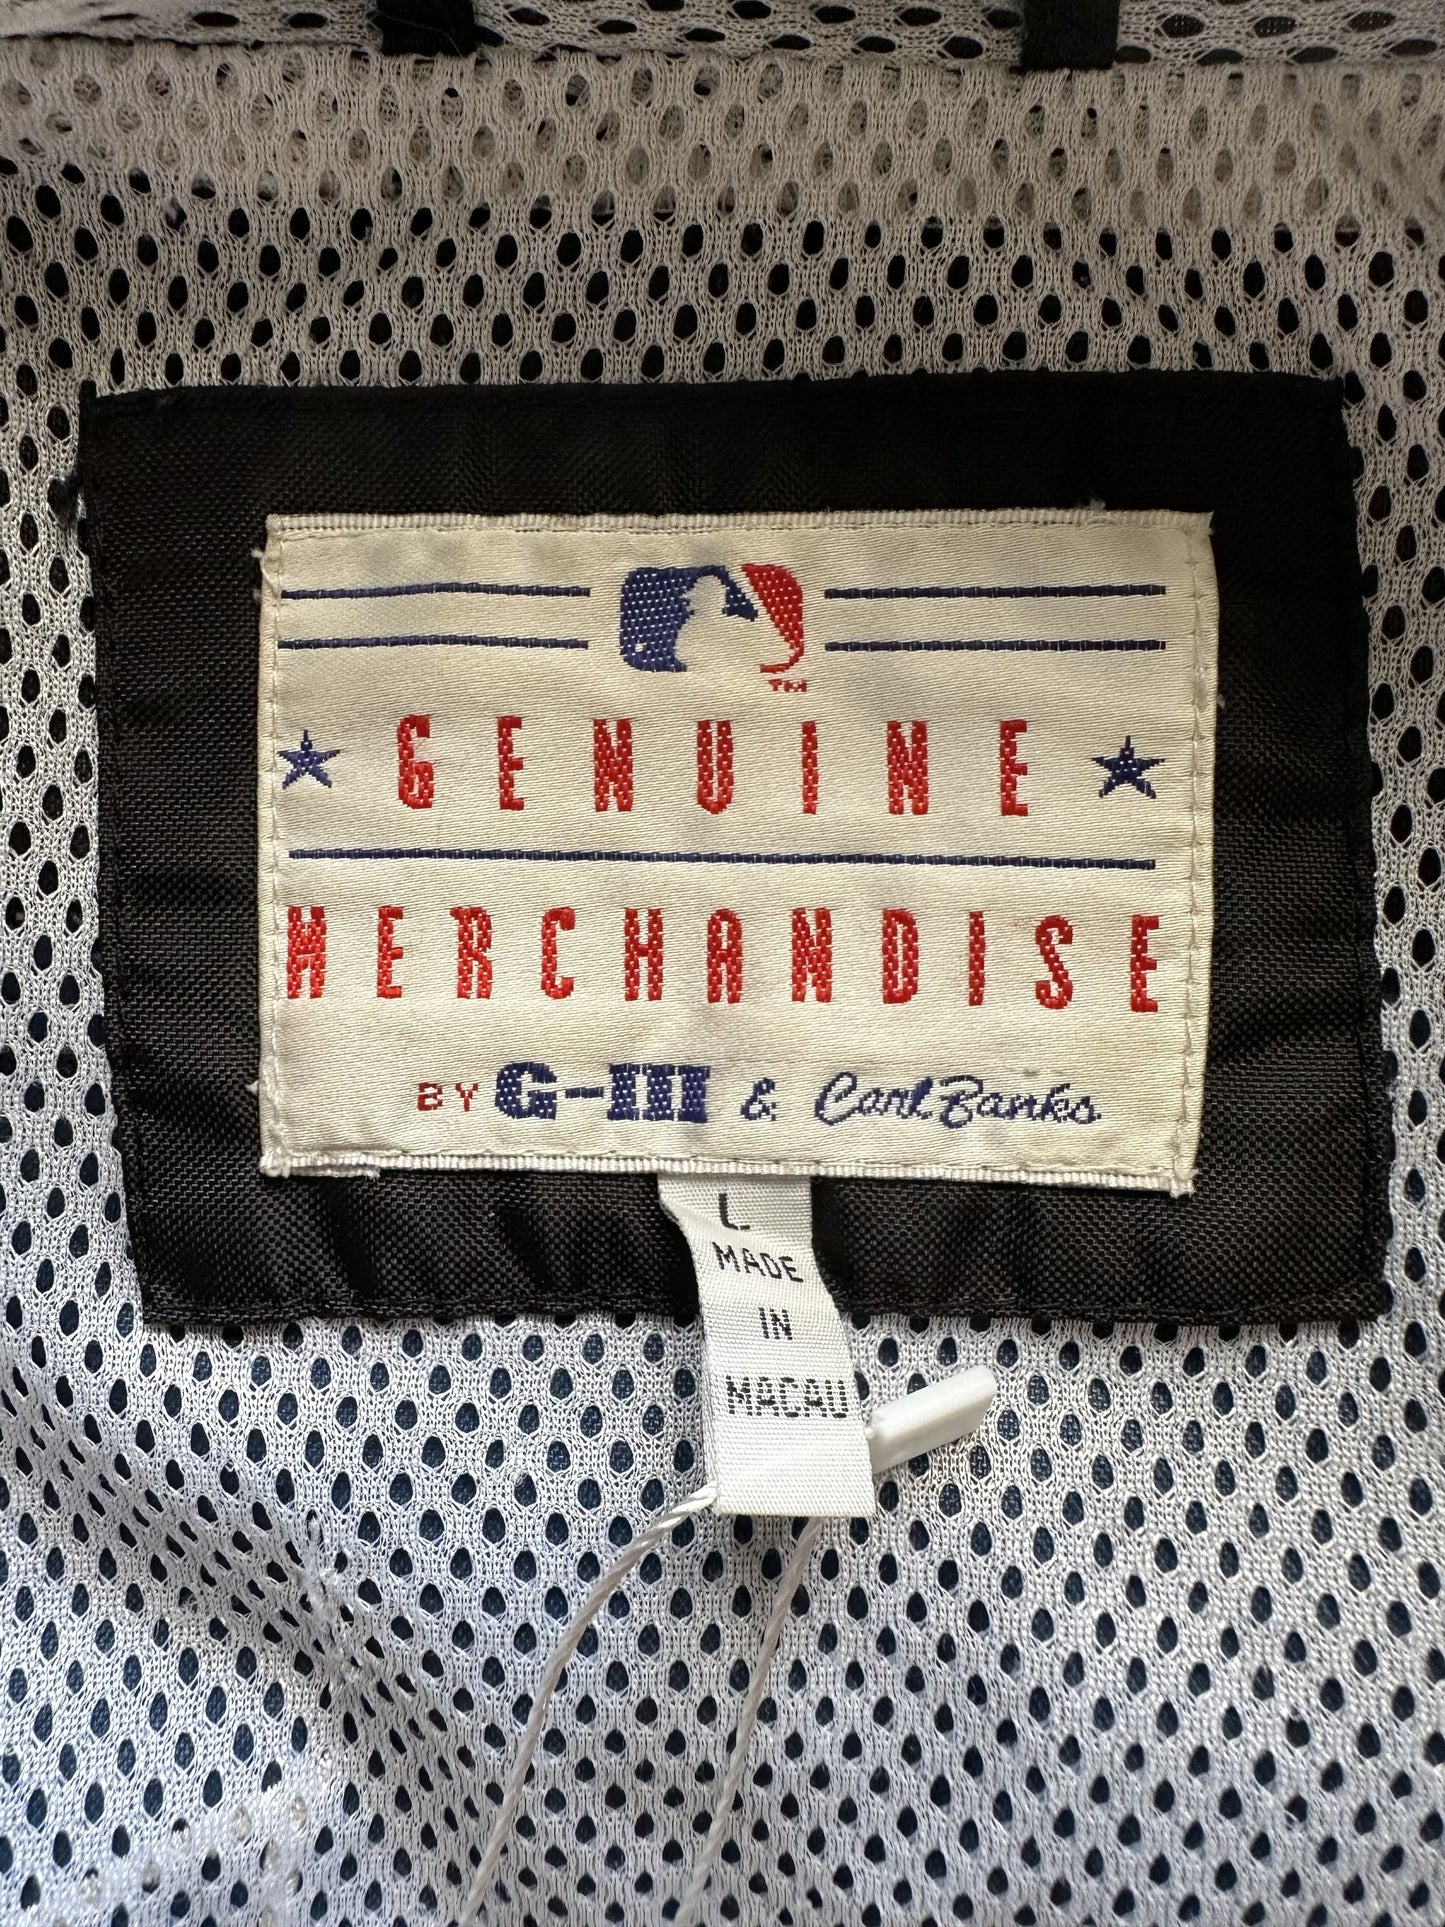 TM
GENUINE
MERCHANDISE
BY G-III & Carl Banks
L
MADE
IN
MACAU